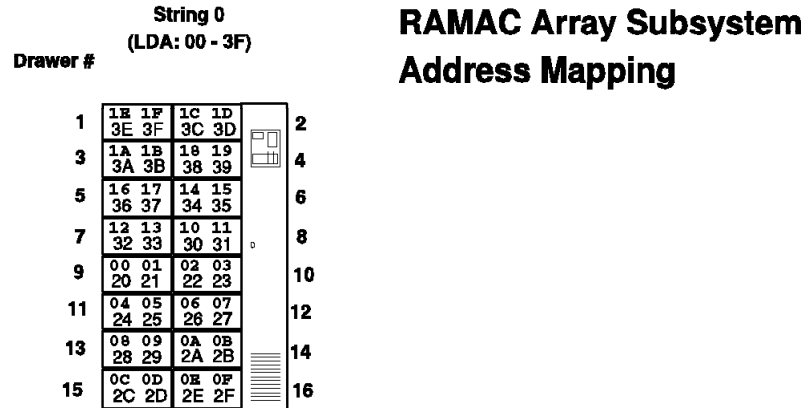 String 0
(LDA: 00 - 3F)
Drawer #
RAMAC Array Subsystem
Address Mapping
1 1E 1F 1C 1D 2
3E 3F 3C 3D
3 1A 1B 18 19 4
3A 3B 38 39
5 16 17 14 15 6
36 37 34 35
7 12 13 10 11 8
32 33 30 31
9 00 01 02 03 10
20 21 22 23
11 04 05 06 07 12
24 25 26 27
13 08 09 0A 0B 14
28 29 2A 2B
15 0C 0D 0E 0F 16
2C 2D 2E 2F